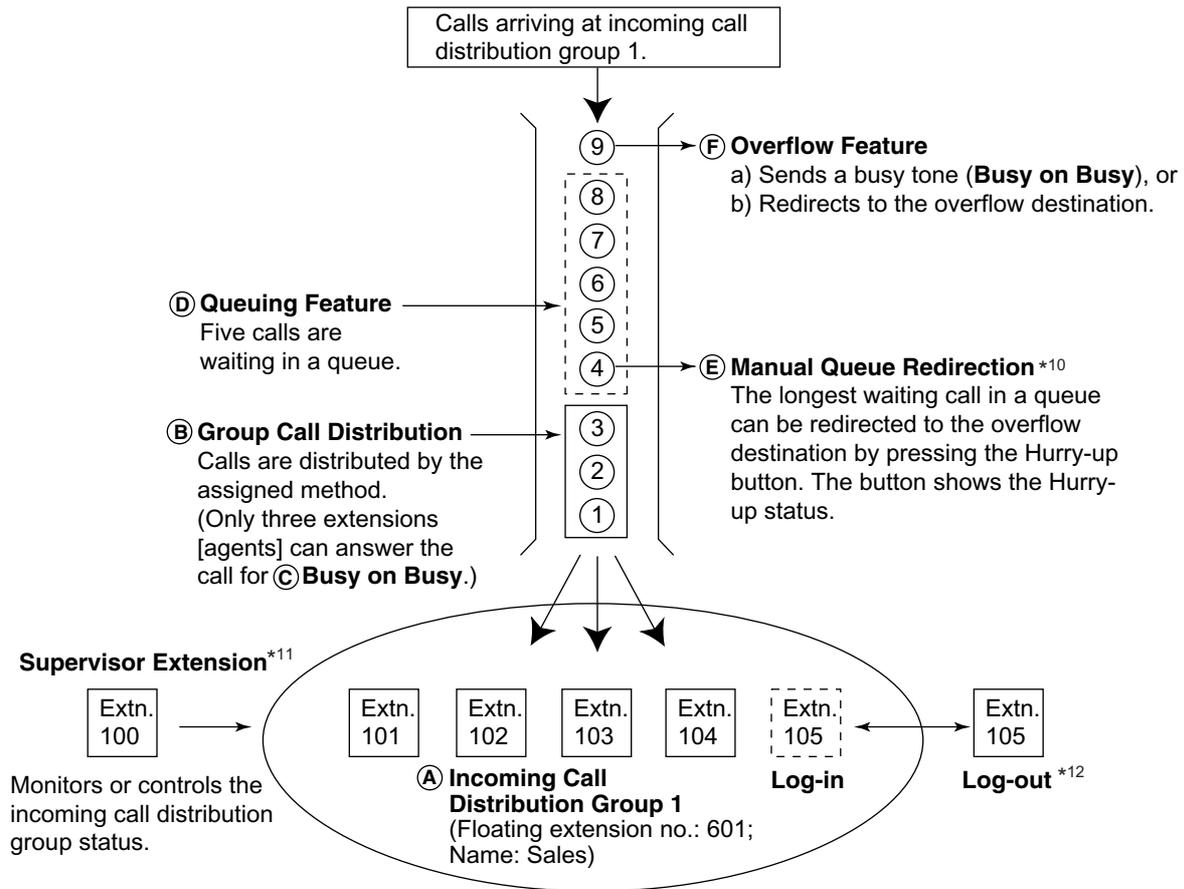 Calls arriving at incoming call
distribution group 1.
9
Ⓕ Overflow Feature
a) Sends a busy tone (Busy on Busy), or
b) Redirects to the overflow destination.
8
7
6
5
4
Ⓓ Queuing Feature
Five calls are
waiting in a queue.
Ⓔ Manual Queue Redirection *10
The longest waiting call in a queue
can be redirected to the overflow
destination by pressing the Hurry-up
button. The button shows the Hurry-
up status.
Ⓑ Group Call Distribution
Calls are distributed by the
assigned method.
(Only three extensions
[agents] can answer the
call for Ⓒ Busy on Busy.)
3
2
1
Supervisor Extension*11
Extn.
100
Monitors or controls the
incoming call distribution
group status.
Extn.
101
Extn.
102
Extn.
103
Extn.
104
Extn.
105
Log-in
Extn.
105
Log-out *12
Ⓐ Incoming Call
Distribution Group 1
(Floating extension no.: 601;
Name: Sales)